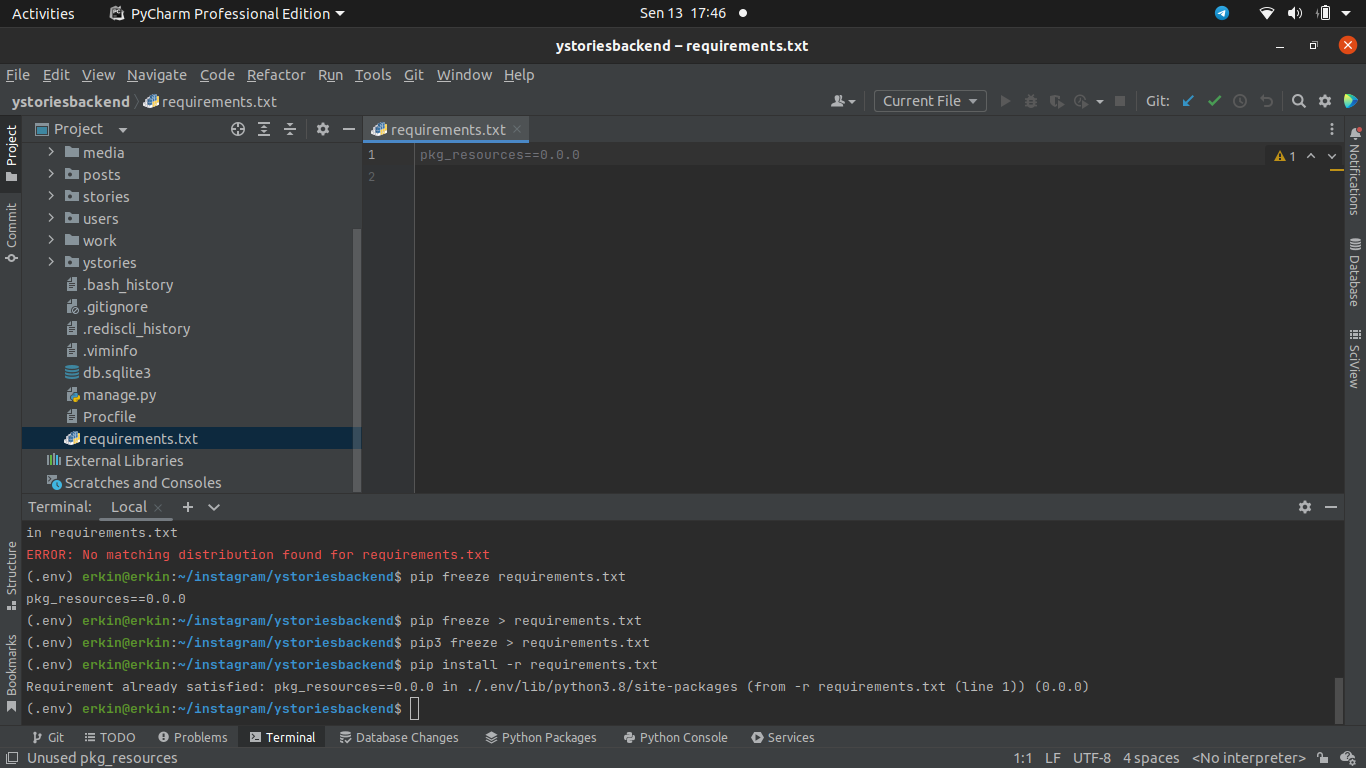 Activities PyCharm Professional Edition Sen 13 17:46
ystoriesbackend – requirements.txt
File Edit View Navigate Code Refactor Run Tools Git Window Help
ystoriesbackend requirements.txt Current File Git:
Project Project requirements.txt
Notifications
Database
SciView
Commit
Structure
Bookmarks
media
posts
stories
users
work
ystories
.bash_history
.gitignore
.rediscli_history
.viminfo
db.sqlite3
manage.py
Procfile
requirements.txt
External Libraries
Scratches and Consoles
1 pkg_resources==0.0.0 1
2
Terminal: Local
in requirements.txt
ERROR: No matching distribution found for requirements.txt
(.env) erkin@erkin:~/instagram/ystoriesbackend$ pip freeze requirements.txt
pkg_resources==0.0.0
(.env) erkin@erkin:~/instagram/ystoriesbackend$ pip freeze > requirements.txt
(.env) erkin@erkin:~/instagram/ystoriesbackend$ pip3 freeze > requirements.txt
(.env) erkin@erkin:~/instagram/ystoriesbackend$ pip install -r requirements.txt
Requirement already satisfied: pkg_resources==0.0.0 in ./.env/lib/python3.8/site-packages (from -r requirements.txt (line 1)) (0.0.0)
(.env) erkin@erkin:~/instagram/ystoriesbackend$
Git TODO Problems Terminal Database Changes Python Packages Python Console Services
Unused pkg_resources 1:1 LF UTF-8 4 spaces <No interpreter>